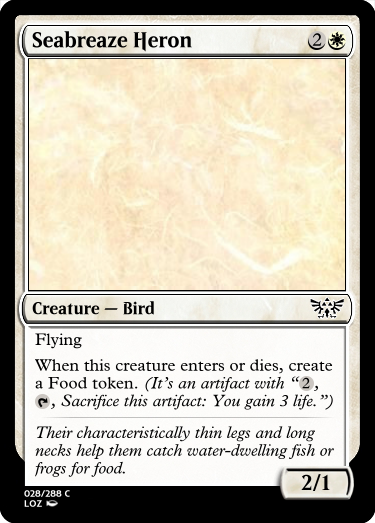 Seabreaze Heron 2
Creature — Bird
Flying
When this creature enters or dies, create
a Food token. (It's an artifact with “2,
, Sacrifice this artifact: You gain 3 life.”)
Their characteristically thin legs and long
necks help them catch water-dwelling fish or
frogs for food.
2/1
028/288 C
LOZ